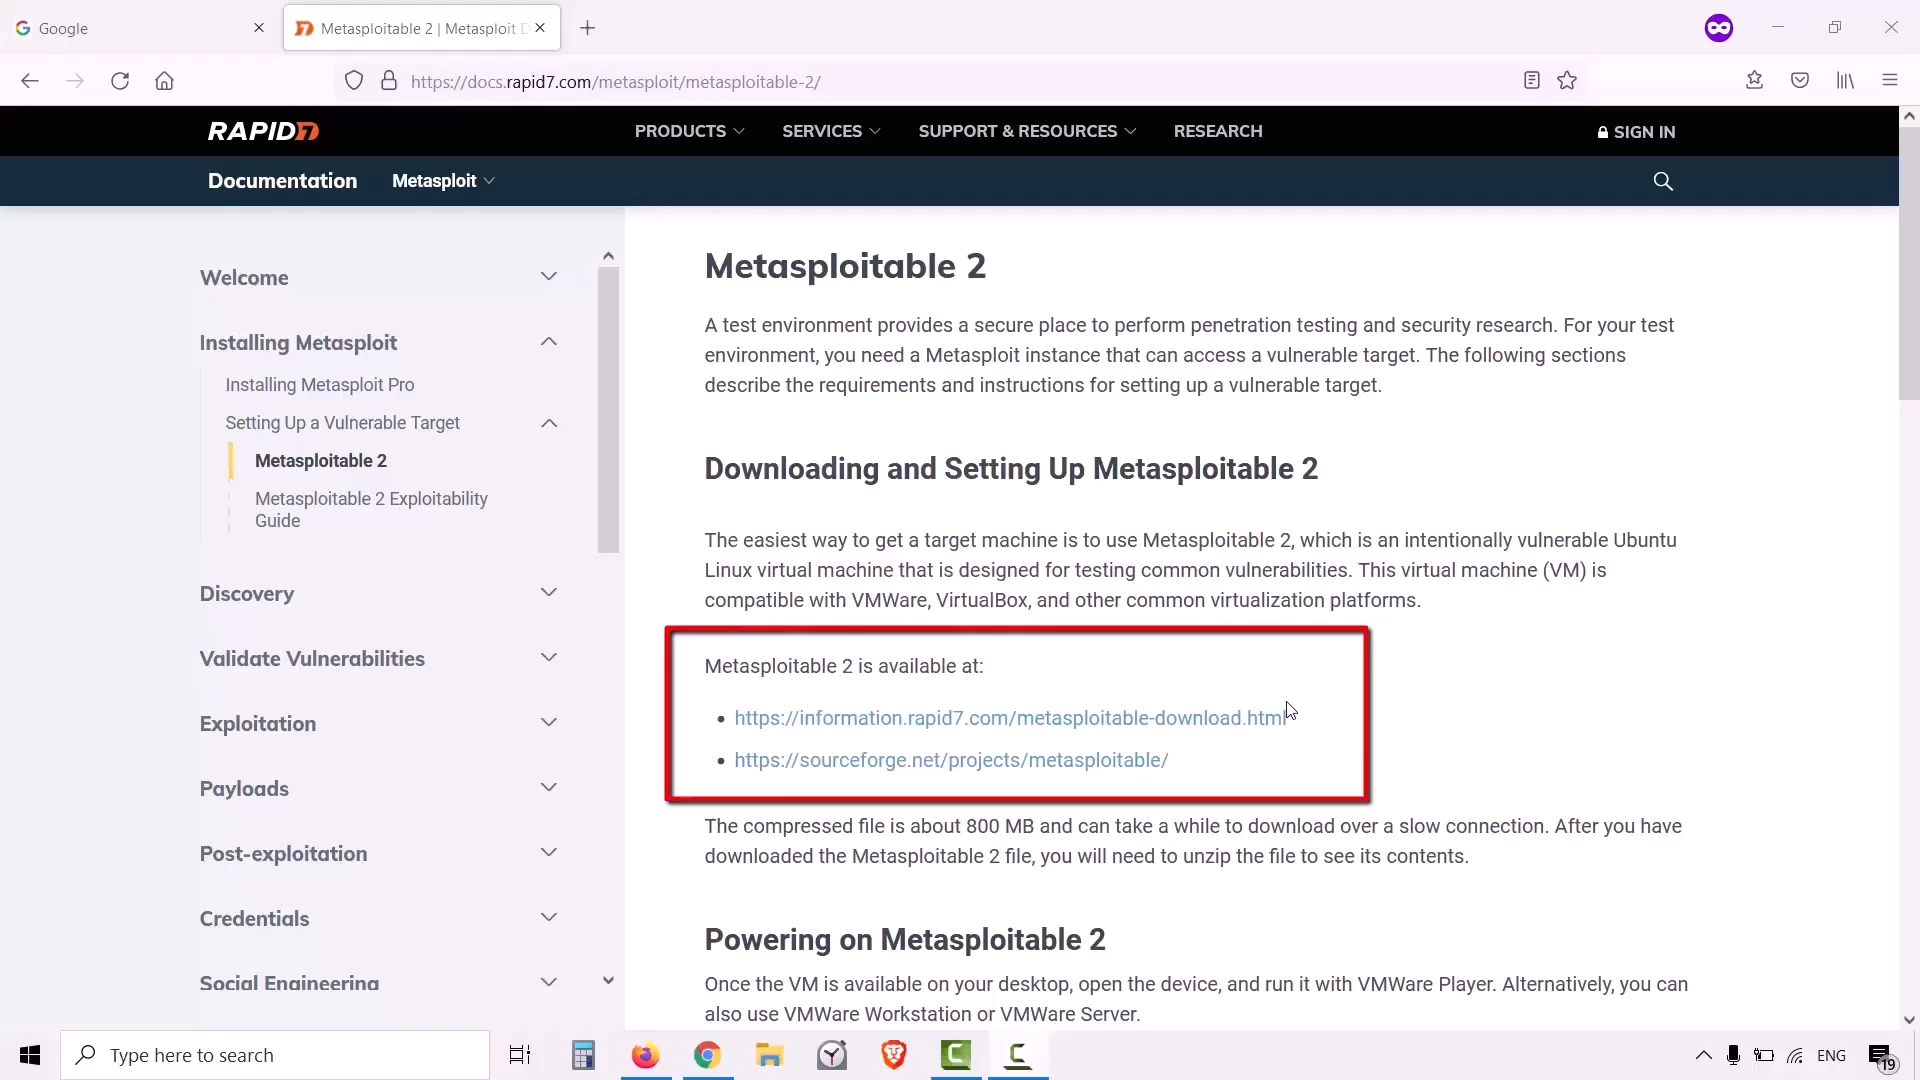 Google
Metasploitable 2 | Metasploit D
https://docs.rapid7.com/metasploit/metasploitable-2/
RAPID7
PRODUCTS
SERVICES
SUPPORT & RESOURCES
RESEARCH
SIGN IN
Documentation
Metasploit
Welcome
Installing Metasploit
Installing Metasploit Pro
Setting Up a Vulnerable Target
Metasploitable 2
Metasploitable 2 Exploitability
Guide
Discovery
Validate Vulnerabilities
Exploitation
Payloads
Post-exploitation
Credentials
Social Engineering
Metasploitable 2
A test environment provides a secure place to perform penetration testing and security research. For your test
environment, you need a Metasploit instance that can access a vulnerable target. The following sections
describe the requirements and instructions for setting up a vulnerable target.
Downloading and Setting Up Metasploitable 2
The easiest way to get a target machine is to use Metasploitable 2, which is an intentionally vulnerable Ubuntu
Linux virtual machine that is designed for testing common vulnerabilities. This virtual machine (VM) is
compatible with VMWare, VirtualBox, and other common virtualization platforms.
Metasploitable 2 is available at:
https://information.rapid7.com/metasploitable-download.html
https://sourceforge.net/projects/metasploitable/
The compressed file is about 800 MB and can take a while to download over a slow connection. After you have
downloaded the Metasploitable 2 file, you will need to unzip the file to see its contents.
Powering on Metasploitable 2
Once the VM is available on your desktop, open the device, and run it with VMWare Player. Alternatively, you can
also use VMWare Workstation or VMWare Server.
Type here to search
ENG
19